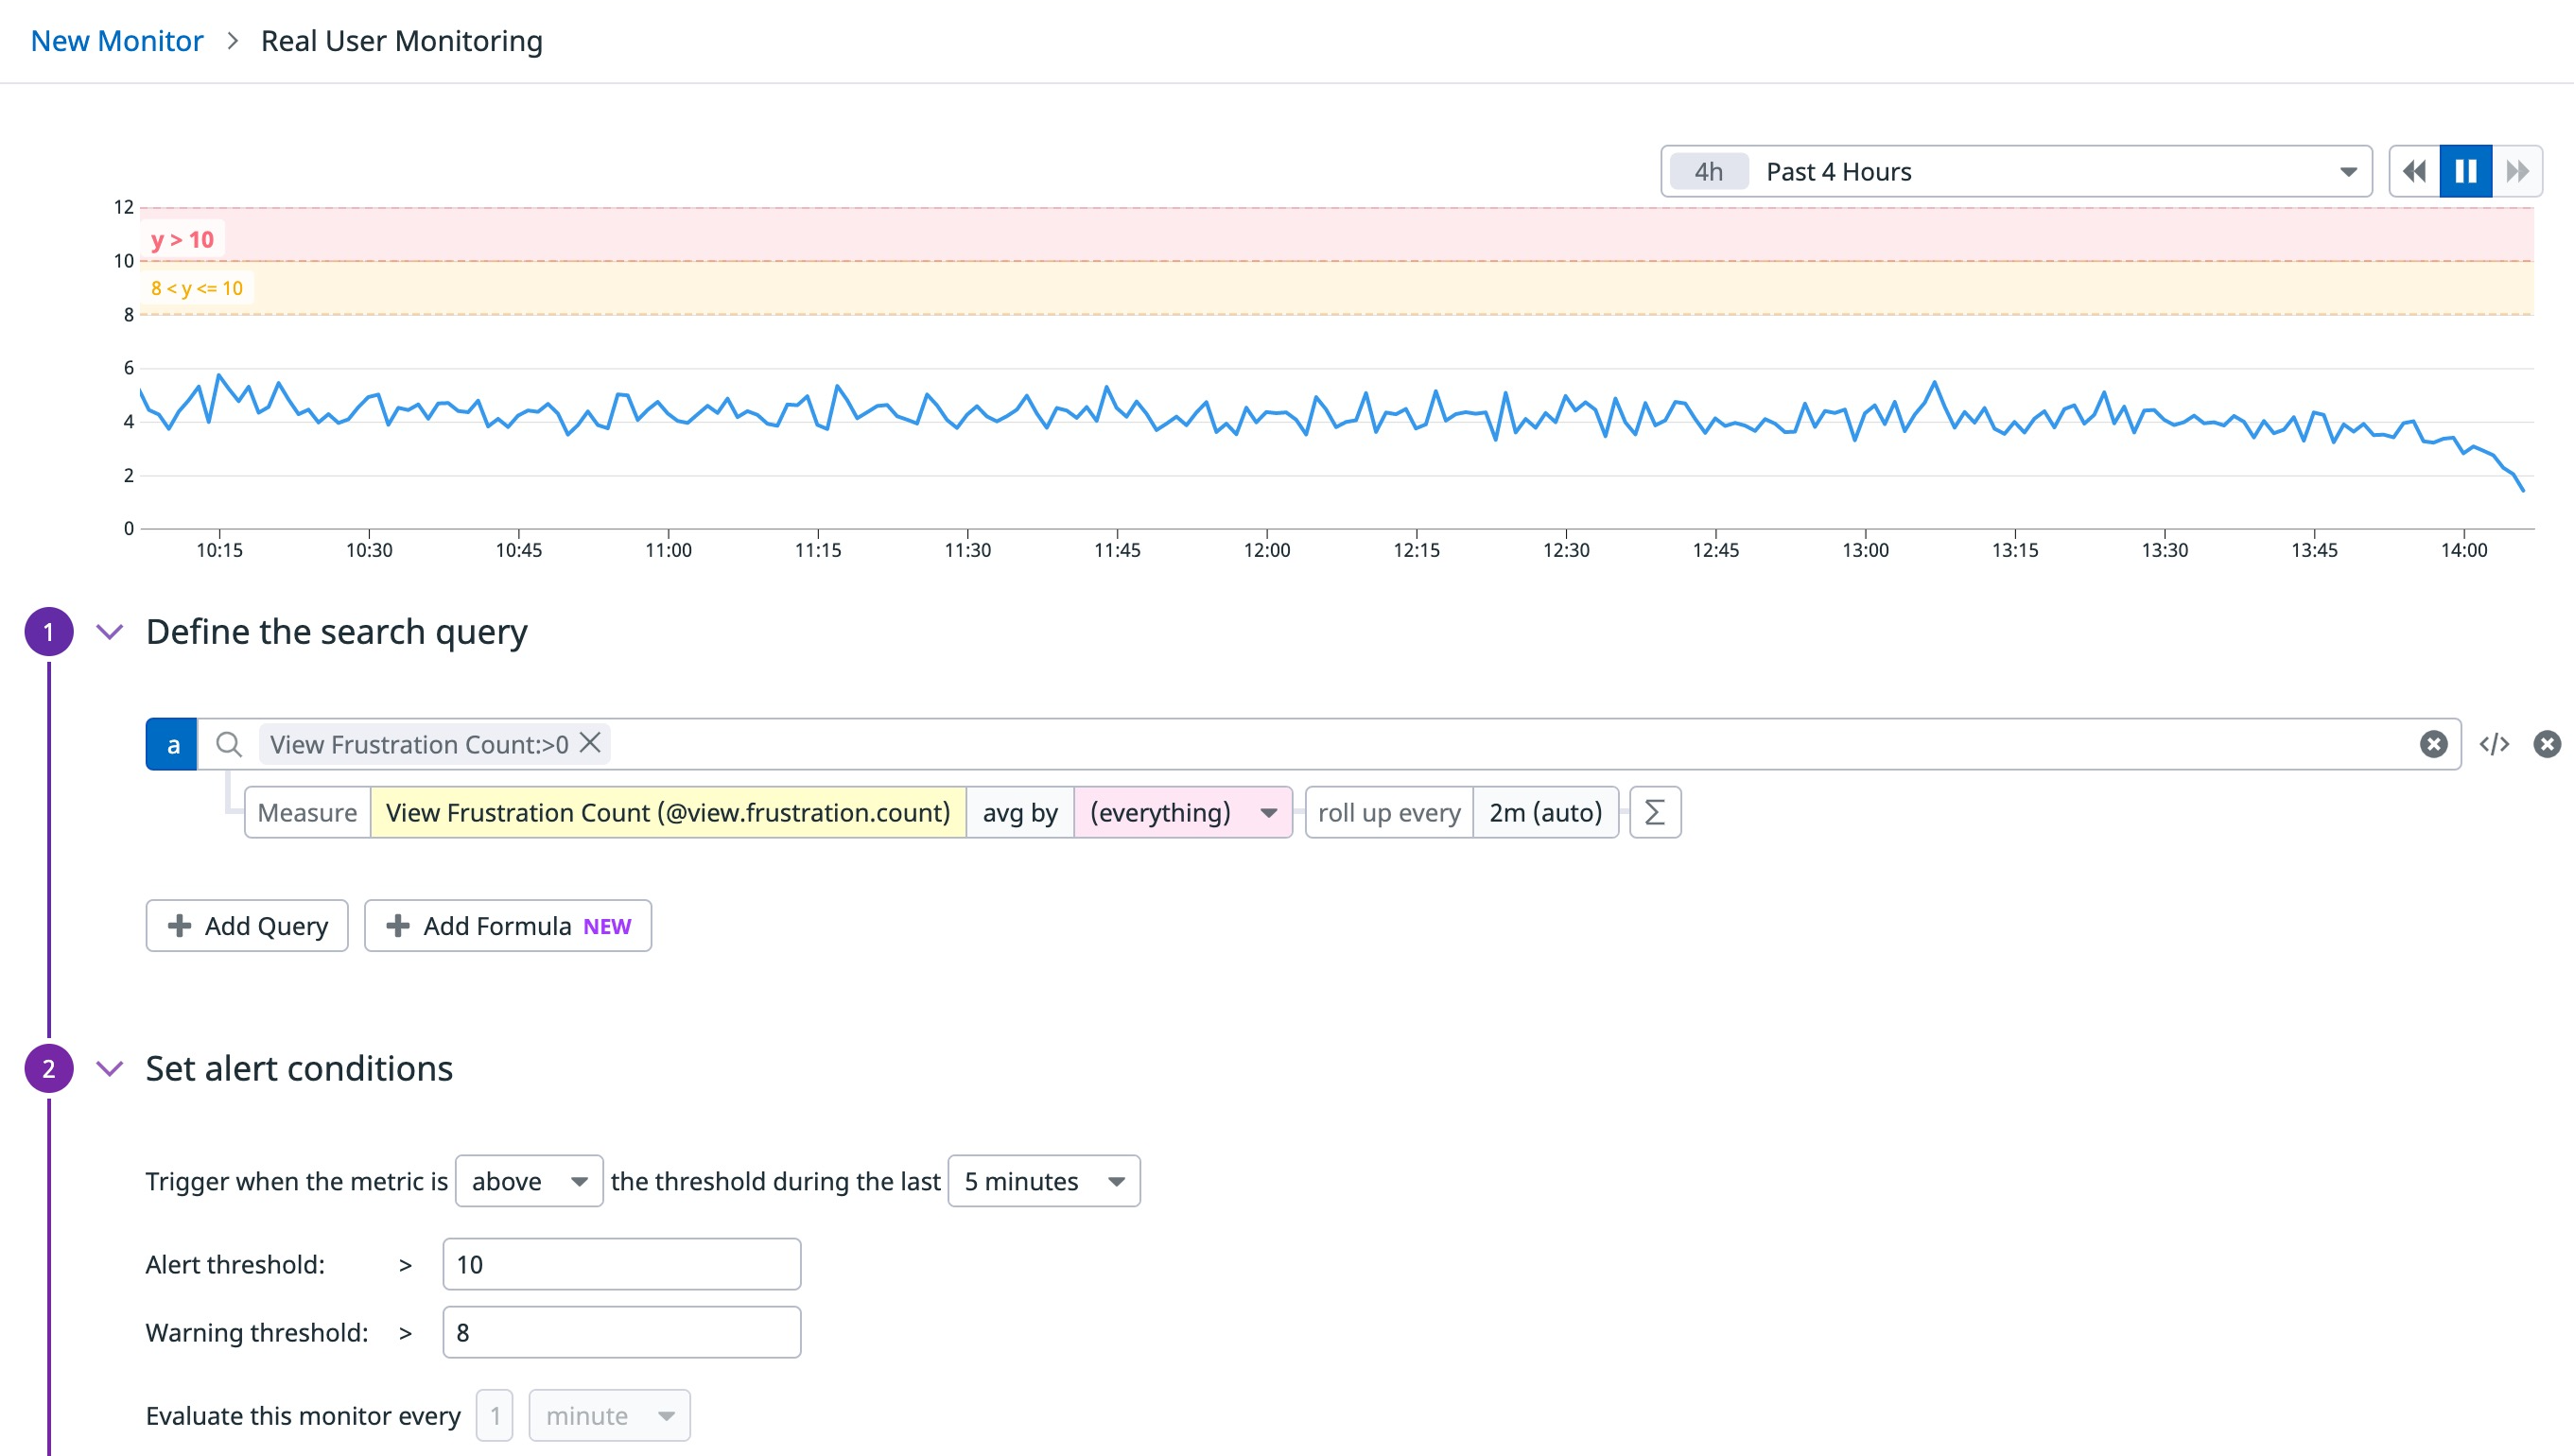 New Monitor > Real User Monitoring
4h Past 4 Hours
12
y > 10
10
8 < y <= 10
8
6
4
2
0
10:15 10:30 10:45 11:00 11:15 11:30 11:45 12:00 12:15 12:30 12:45 13:00 13:15 13:30 13:45 14:00
1 Define the search query
a View Frustration Count:>0
Measure View Frustration Count (@view.frustration.count) avg by (everything) roll up every 2m (auto) Σ
Add Query Add Formula NEW
2 Set alert conditions
Trigger when the metric is above the threshold during the last 5 minutes
Alert threshold: > 10
Warning threshold: > 8
Evaluate this monitor every 1 minute